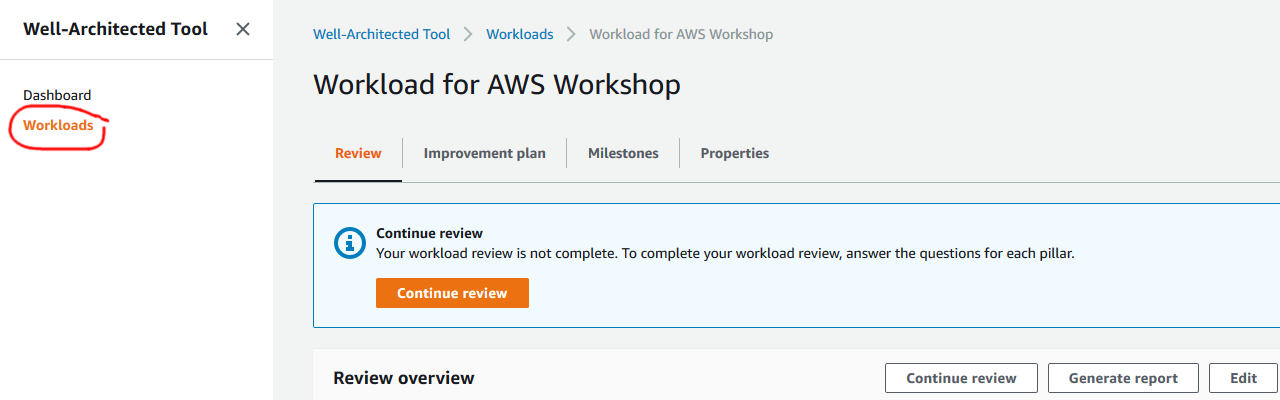 Well-Architected Tool
Dashboard
Workloads
Well-Architected Tool > Workloads > Workload for AWS Workshop
Workload for AWS Workshop
Review Improvement plan Milestones Properties
Continue review
Your workload review is not complete. To complete your workload review, answer the questions for each pillar.
Continue review
Review overview Continue review Generate report Edit